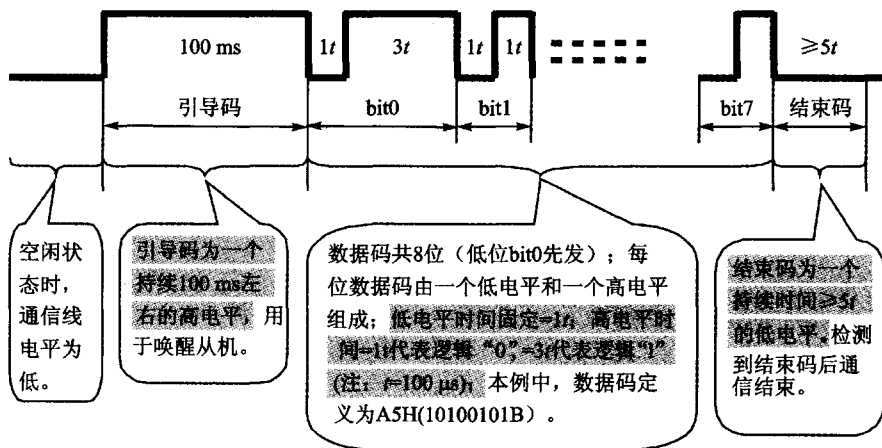 100 ms
1t
3t
1t
1t
≥5t
引导码
bit0
bit1
bit7
结束码
空闲状
态时，
通信线
电平为
低。
引导码为一个
持续100 ms左
右的高电平，用
于唤醒从机。
数据码共8位（低位bit0先发）；每
位数据码由一个低电平和一个高电平
组成；低电平时间固定=1t；高电平时
间=1t代表逻辑“0”，=3t代表逻辑“1”
(注：t=100 μs)；本例中，数据码定
义为A5H(10100101B）。
结束码为一个
持续时间≥5t
的低电平。检测
到结束码后通
信结束。